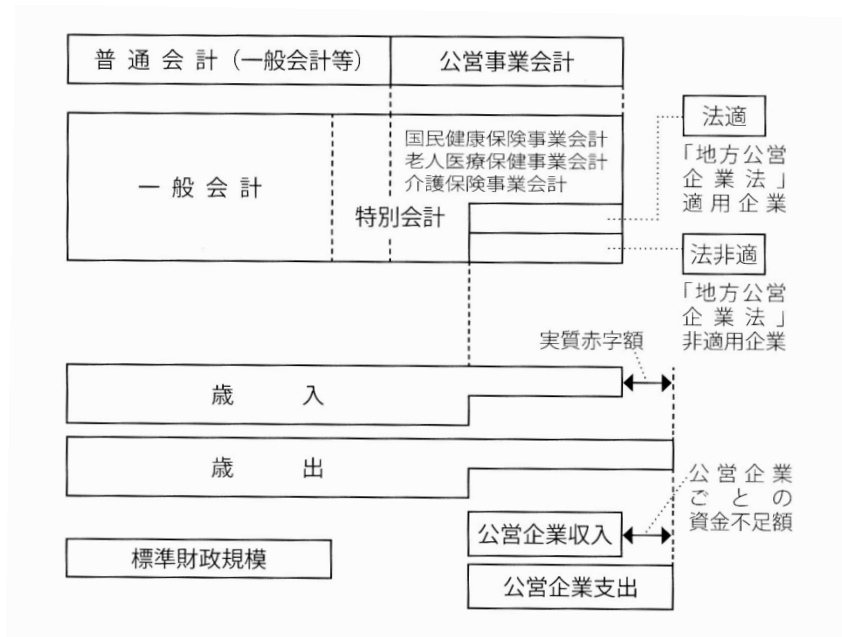 普通会計（一般会計等）
公営事業会計
一般会計
特別会計
国民健康保険事業会計
老人医療保健事業会計
介護保険事業会計
法適
「地方公営
企業法」
適用企業
法非適
「地方公営
企業法」
非適用企業
実質赤字額
歳入
歳出
公営企業
ごとの
資金不足額
公営企業収入
標準財政規模
公営企業支出